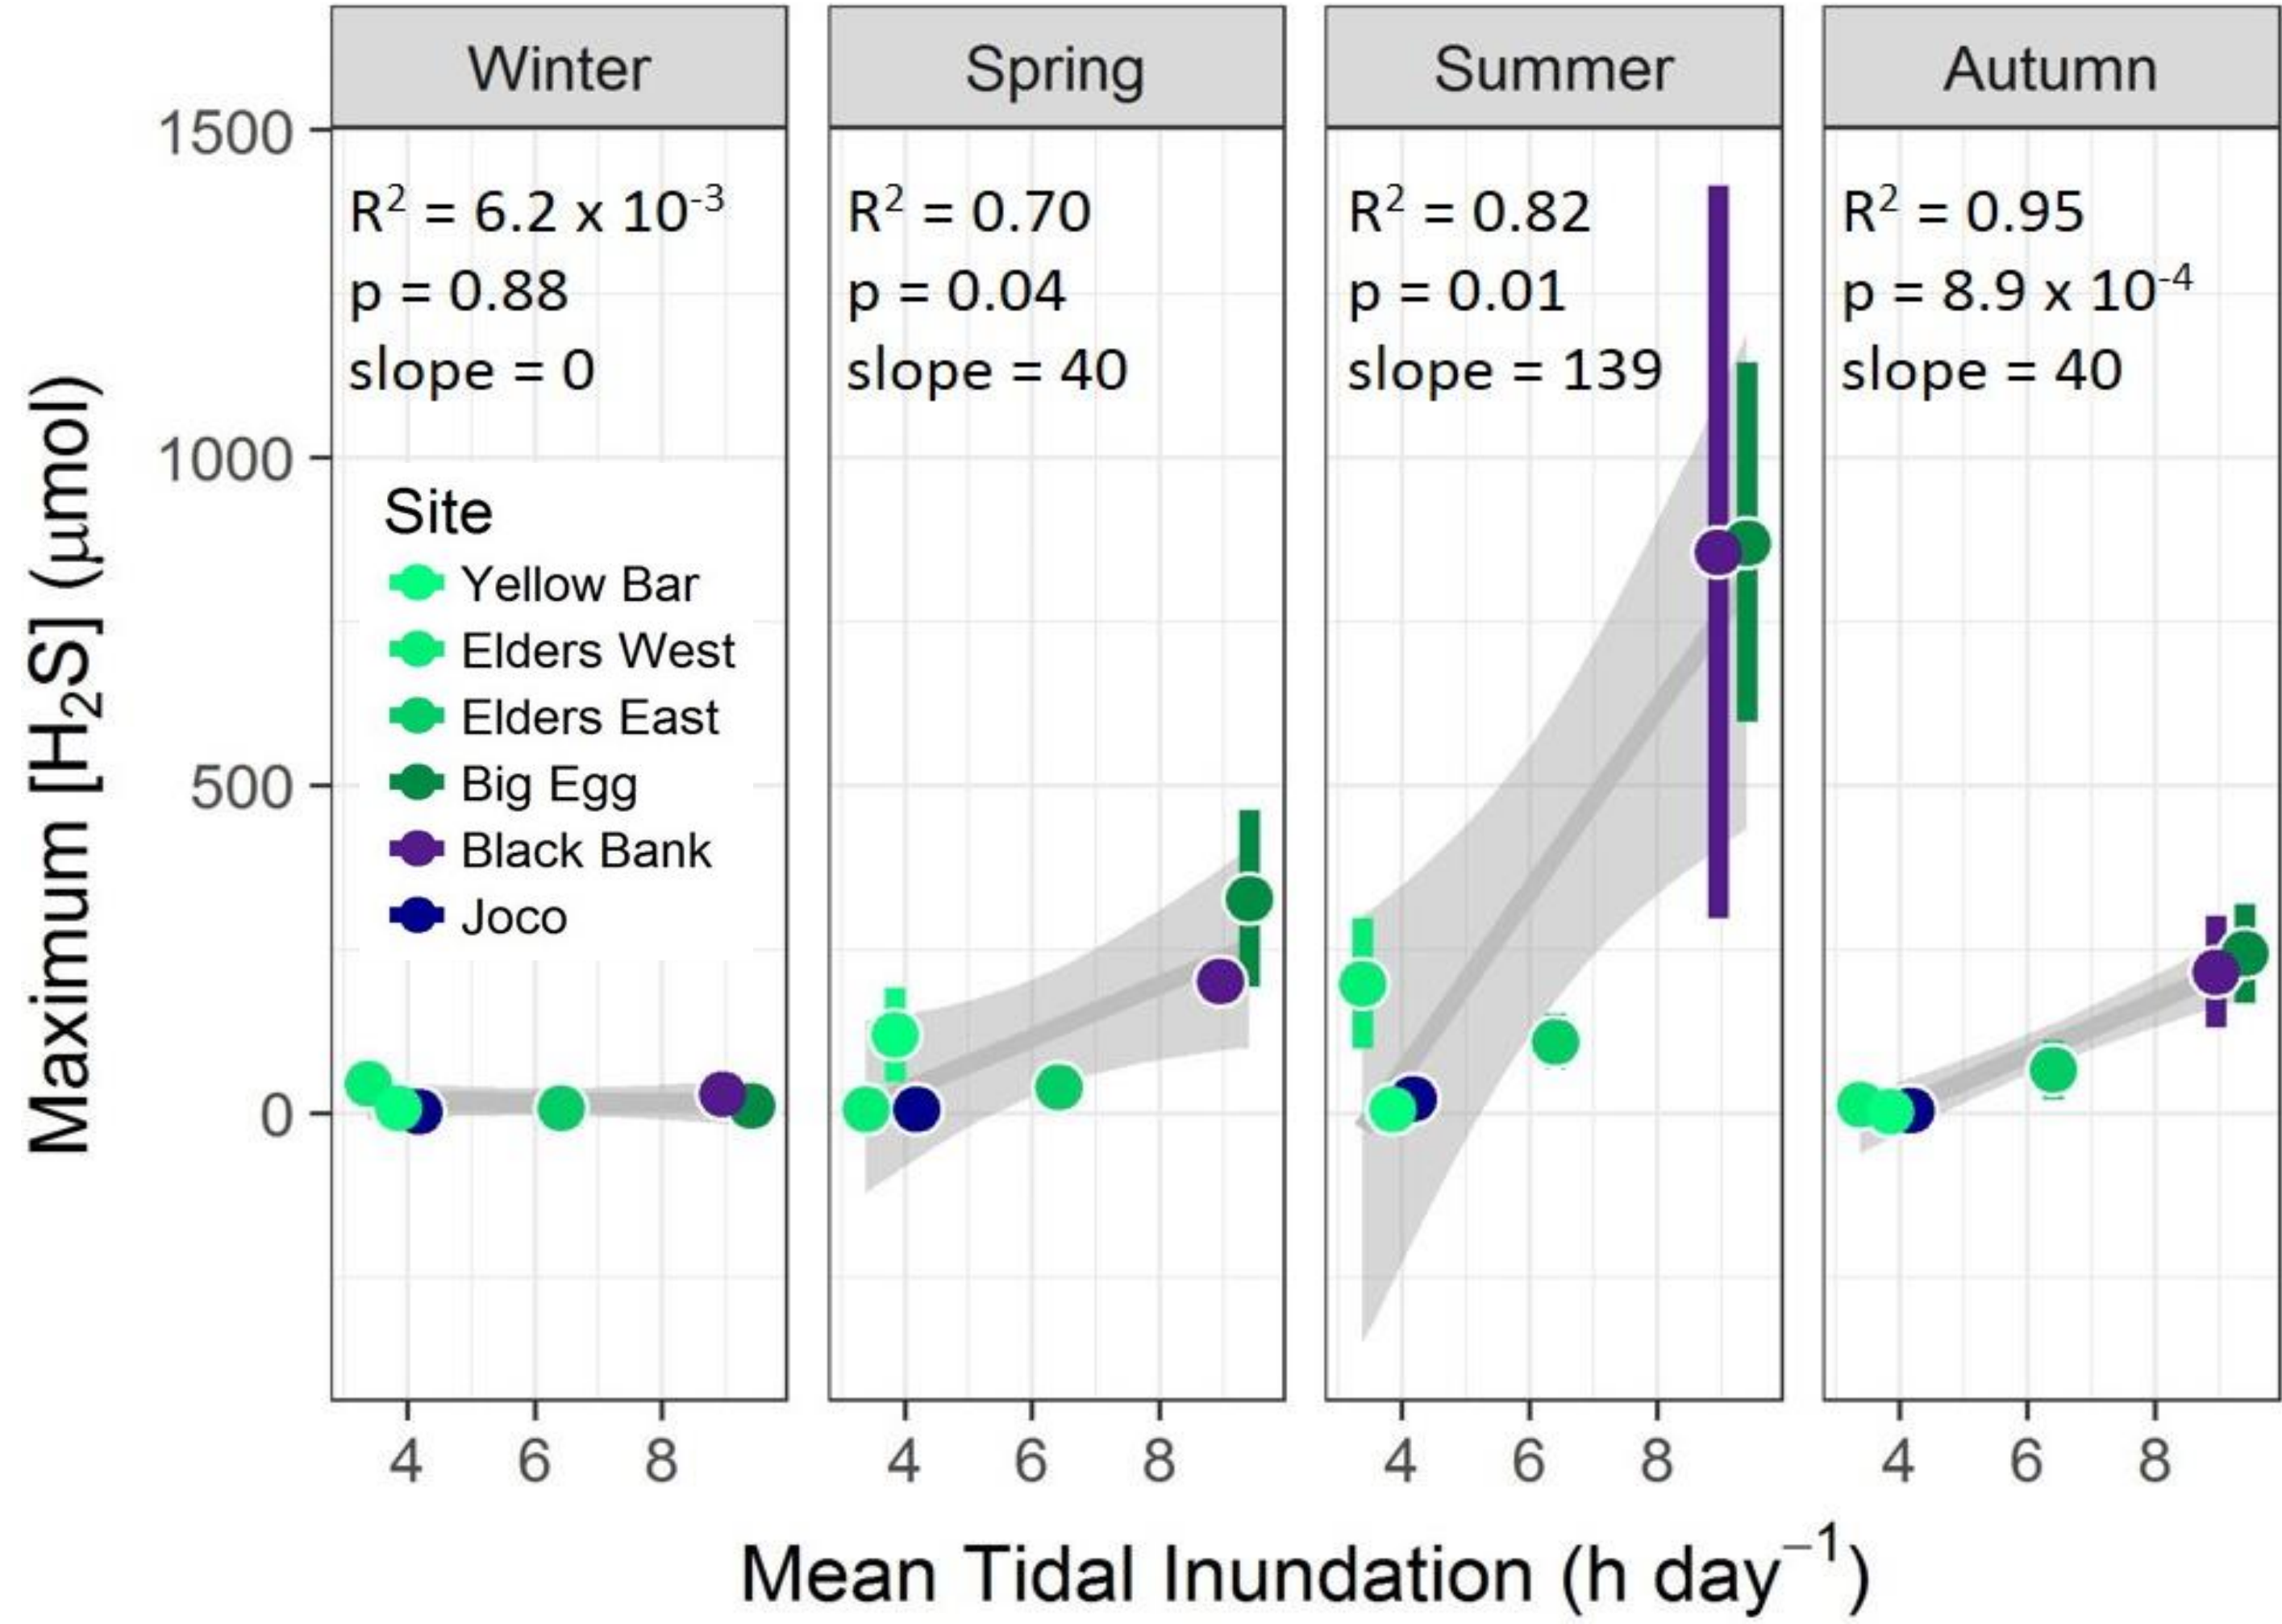 Winter
Spring
Summer
Autumn
Maximum [H₂S] (μmol)
1500
1000
500
0
R² = 6.2 x 10⁻³
p = 0.88
slope = 0
R² = 0.70
p = 0.04
slope = 40
R² = 0.82
p = 0.01
slope = 139
R² = 0.95
p = 8.9 x 10⁻⁴
slope = 40
Site
Yellow Bar
Elders West
Elders East
Big Egg
Black Bank
Joco
4 6 8
4 6 8
4 6 8
4 6 8
Mean Tidal Inundation (h day⁻¹)